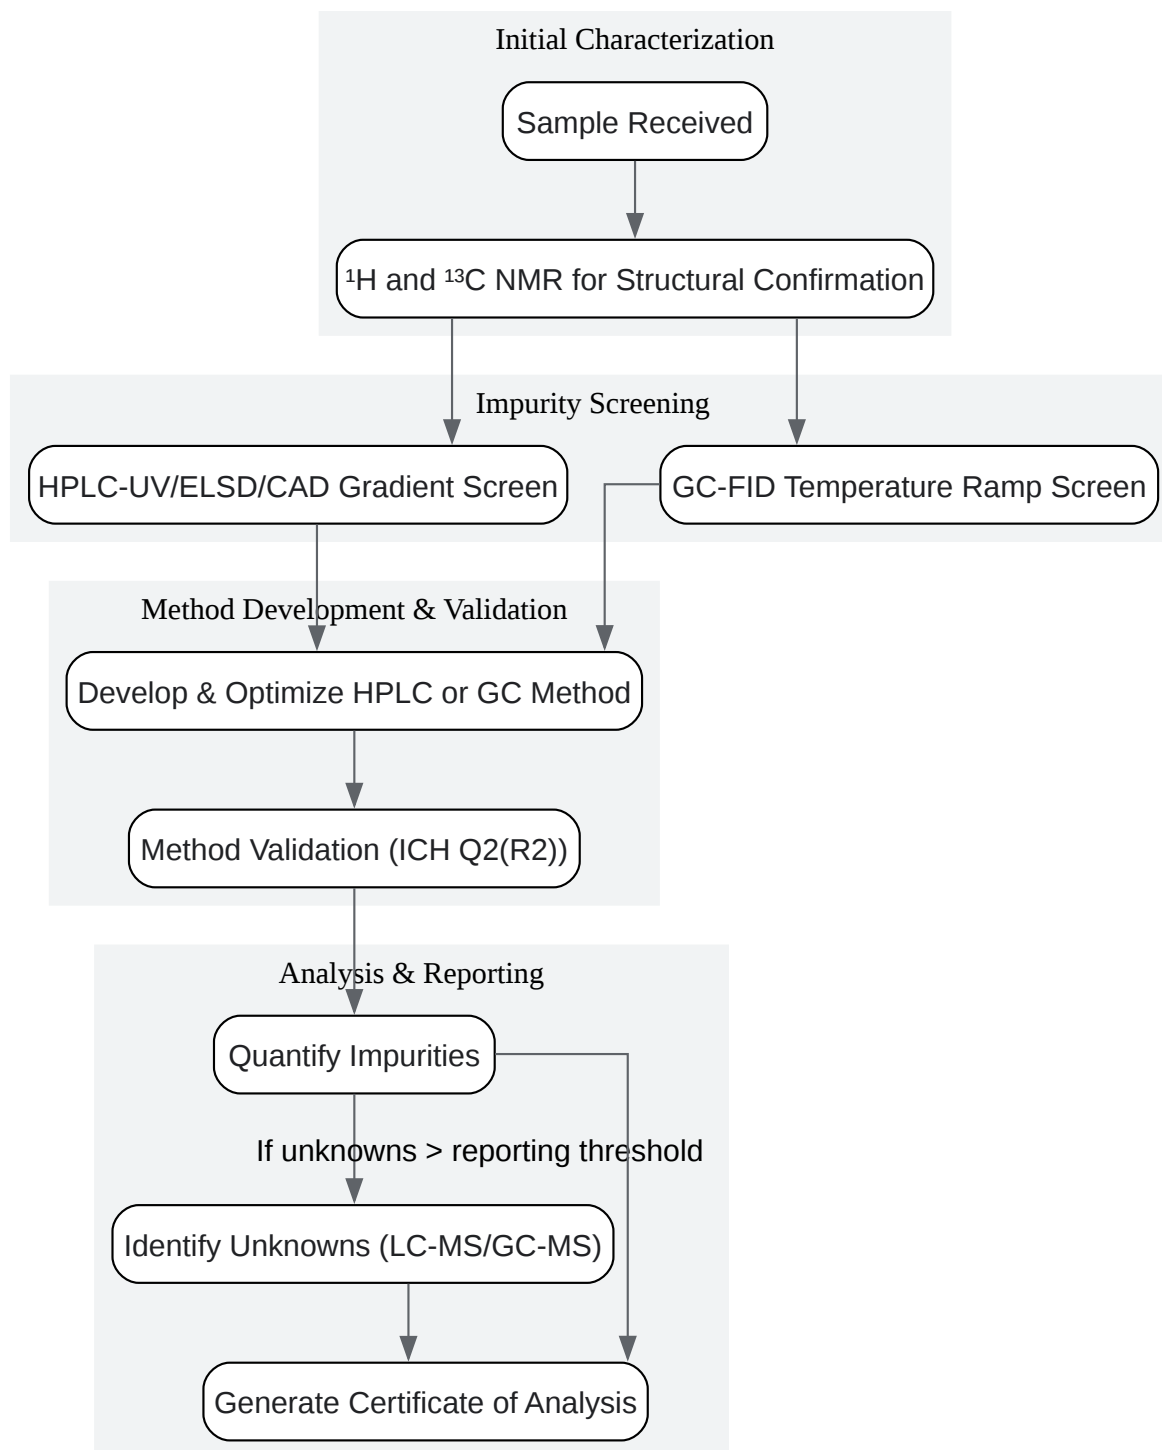 Initial Characterization
Sample Received
¹H and ¹³C NMR for Structural Confirmation
Impurity Screening
HPLC-UV/ELSD/CAD Gradient Screen
GC-FID Temperature Ramp Screen
Method Development & Validation
Develop & Optimize HPLC or GC Method
Method Validation (ICH Q2(R2))
Analysis & Reporting
Quantify Impurities
If unknowns > reporting threshold
Identify Unknowns (LC-MS/GC-MS)
Generate Certificate of Analysis